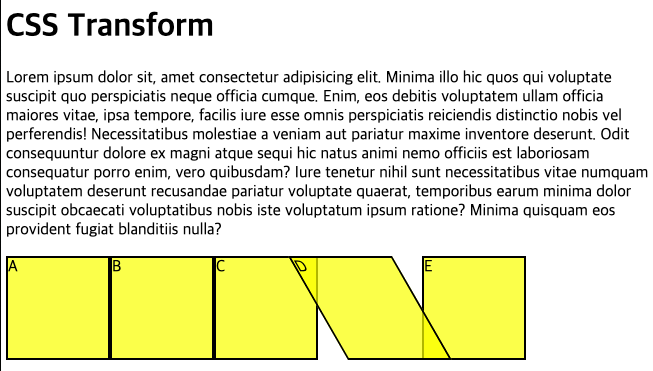 CSS Transform
Lorem ipsum dolor sit, amet consectetur adipisicing elit. Minima illo hic quos qui voluptate
suscipit quo perspiciatis neque officia cumque. Enim, eos debitis voluptatem ullam officia
maiores vitae, ipsa tempore, facilis iure esse omnis perspiciatis reiciendis distinctio nobis vel
perferendis! Necessitatibus molestiae a veniam aut pariatur maxime inventore deserunt. Odit
consequuntur dolore ex magni atque sequi hic natus animi nemo officiis est laboriosam
consequatur porro enim, vero quibusdam? Iure tenetur nihil sunt necessitatibus vitae numquam
voluptatem deserunt recusandae pariatur voluptate quaerat, temporibus earum minima dolor
suscipit obcaecati voluptatibus nobis iste voluptatum ipsum ratione? Minima quisquam eos
provident fugiat blanditiis nulla?
A B C D E